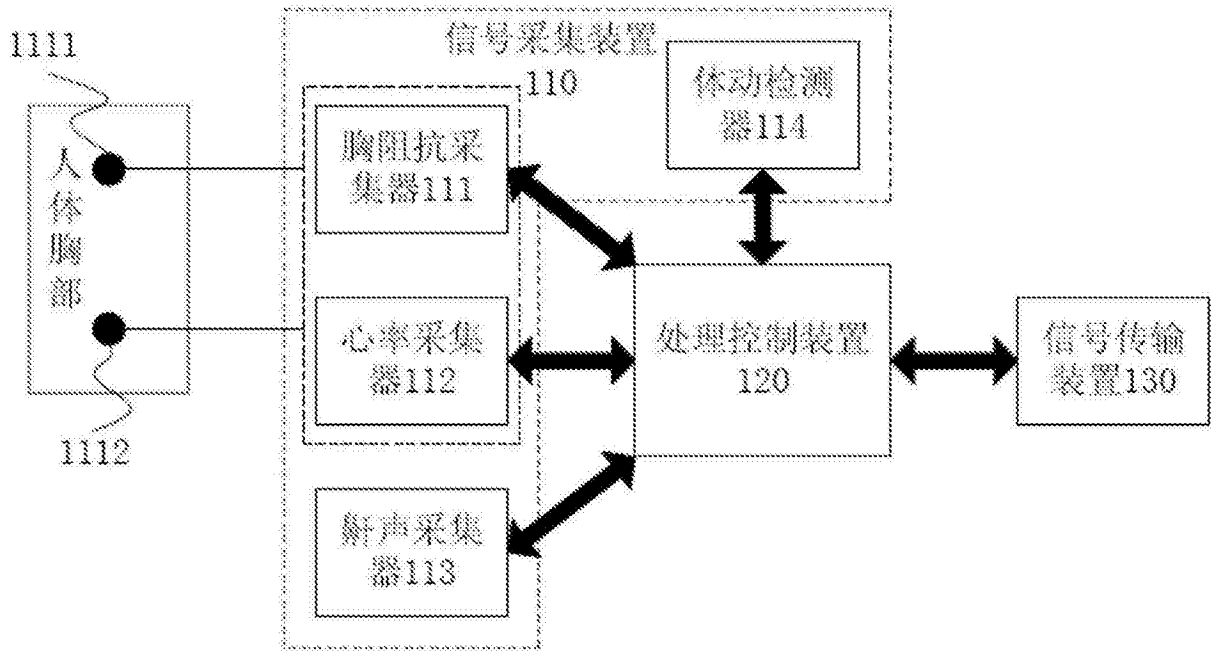 1111
信号采集装置
110
体动检测
器114
人
体
胸
部
胸阻抗采
集器111
心率采集
器112
处理控制装置
120
信号传输
装置130
1112
鼾声采集
器113